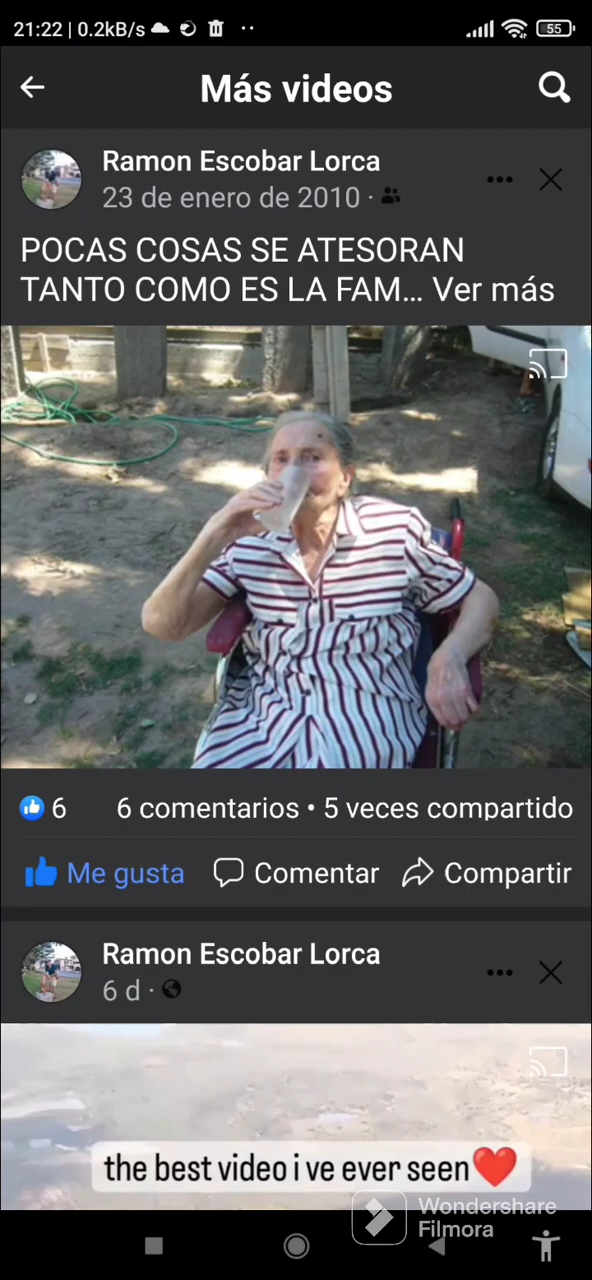 21:22 | 0.2kB/s
55
Más videos
Ramon Escobar Lorca
23 de enero de 2010 ·
POCAS COSAS SE ATESORAN
TANTO COMO ES LA FAM... Ver más
6 6 comentarios • 5 veces compartido
Me gusta Comentar Compartir
Ramon Escobar Lorca
6 d ·
the best video i ve ever seen❤️
Wondershare
Filmora